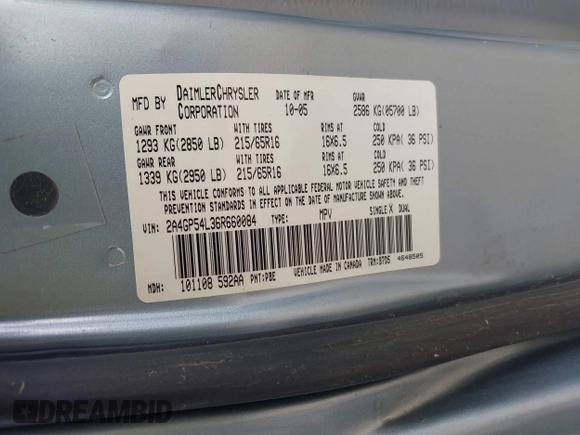 MFD BY DAIMLERCHRYSLER CORPORATION DATE OF MFR 10-05 GVWR 2586 KG(05700 LB)
GAWR FRONT WITH TIRES RIMS AT COLD
1293 KG(2850 LB) 215/65R16 16X6.5 250 KPA( 36 PSI)
GAWR REAR WITH TIRES RIMS AT COLD
1339 KG(2950 LB) 215/65R16 16X6.5 250 KPA( 36 PSI)
THIS VEHICLE CONFORMS TO ALL APPLICABLE FEDERAL MOTOR VEHICLE SAFETY AND
THEFT PREVENTION STANDARDS IN EFFECT ON THE DATE OF MANUFACTURE SHOWN ABOVE
VIN: 2A4GP54L36R660084 TYPE: MPV SINGLE X DUAL
MDH: 101108 592AA PNT:PBE VEHICLE MADE IN CANADA TRM:B7D5 4648505
DREAMBID